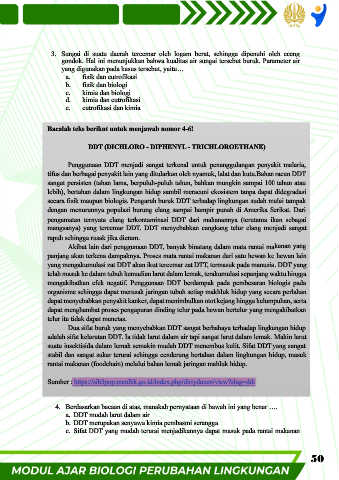 3. Sungai di suatu daerah tercemar oleh logam berat, sehingga dipenuhi oleh eceng
gondok. Hal ini menunjukkan bahwa kualitas air sungai tersebut buruk. Parameter air
yang digunakan pada kasus tersebut, yaitu…
a. fisik dan eutrofikasi
b. fisik dan biologi
c. kimia dan biologi
d. kimia dan eutrofikasi
e. eutrofikasi dan kimia
Bacalah teks berikut untuk menjawab nomor 4-6!
DDT (DICHLORO - DIPHENYL - TRICHLOROETHANE)
Penggunaan DDT menjadi sangat terkenal untuk penanggulangan penyakit malaria,
tifus dan berbagai penyakit lain yang ditularkan oleh nyamuk, lalat dan kutu.Bahan racun DDT
sangat persisten (tahan lama, berpuluh-puluh tahun, bahkan mungkin sampai 100 tahun atau
lebih), bertahan dalam lingkungan hidup sambil meracuni ekosistem tanpa dapat didegradasi
secara fisik maupun biologis. Pengaruh buruk DDT terhadap lingkungan sudah mulai tampak
dengan menurunnya populasi burung elang sampai hampir punah di Amerika Serikat. Dari
pengamatan ternyata elang terkontaminasi DDT dari makanannya (terutama ikan sebagai
mangsanya) yang tercemar DDT. DDT menyebabkan cangkang telur elang menjadi sangat
rapuh sehingga rusak jika dieram.
Akibat lain dari penggunaan DDT, banyak binatang dalam mata rantai makanan yang
panjang akan terkena dampaknya. Proses mata rantai makanan dari satu hewan ke hewan lain
yang mengakumulasi zat DDT akan ikut tercemar zat DTT, termasuk pada manusia. DDT yang
telah masuk ke dalam tubuh kemudian larut dalam lemak, terakumulasi sepanjang waktu hingga
mengakibatkan efek negatif. Penggunaan DDT berdampak pada pembesaran biologis pada
organisme sehingga dapat merusak jaringan tubuh setiap makhluk hidup yang secara perlahan
dapat menyebabkan penyakit kanker, dapat menimbulkan otot kejang hingga kelumpuhan, serta
dapat menghambat proses pengapuran dinding telur pada hewan bertelur yang mengakibatkan
telur itu tidak dapat menetas.
Dua sifat buruk yang menyebabkan DDT sangat berbahaya terhadap lingkungan hidup
adalah sifat kelarutan DDT. Ia tidak larut dalam air tapi sangat larut dalam lemak. Makin larut
suatu insektisida dalam lemak semakin mudah DDT menembus kulit. Sifat DDT yang sangat
stabil dan sangat sukar terurai sehingga cenderung bertahan dalam lingkungan hidup, masuk
rantai makanan (foodchain) melalui bahan lemak jaringan mahluk hidup.
Sumber :
4. Berdasarkan bacaan di atas, manakah pernyataan di bawah ini yang benar ….
a. DDT mudah larut dalam air
b. DDT merupakan senyawa kimia pembasmi serangga
c. Sifat DDT yang mudah terurai menjadikannya dapat masuk pada rantai makanan
50
MODUL AJAR BIOLOGI PERUBAHAN LINGKUNGAN